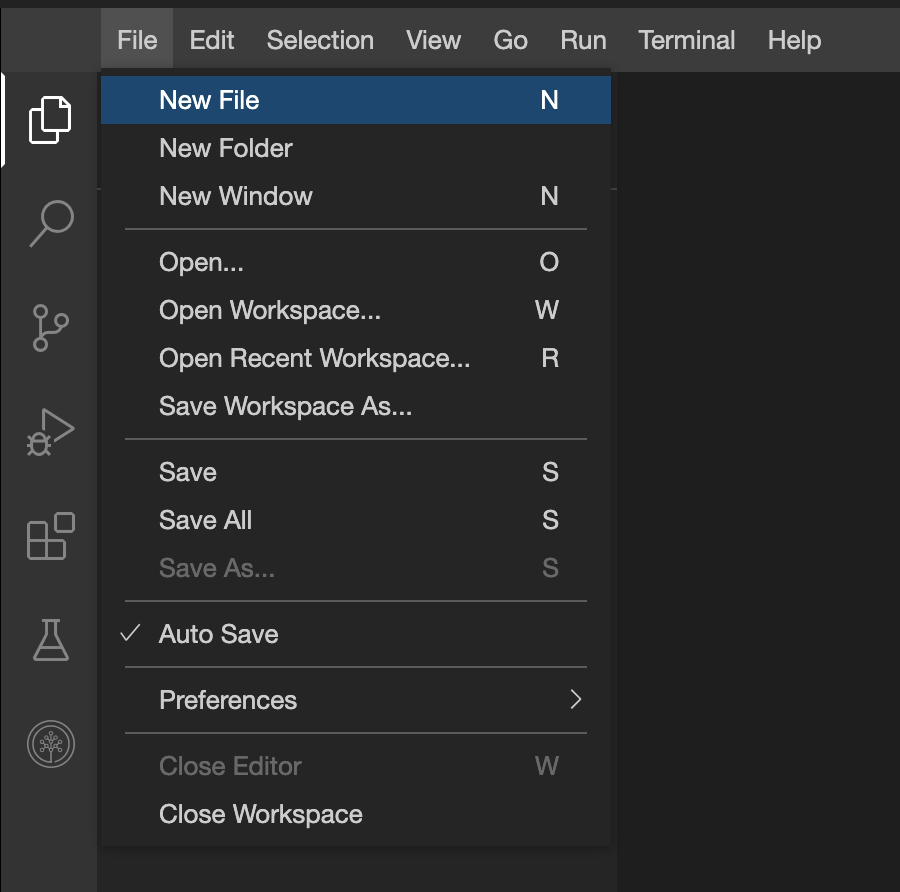 File Edit Selection View Go Run Terminal Help
New File N
New Folder
New Window N
Open... O
Open Workspace... W
Open Recent Workspace... R
Save Workspace As...
Save S
Save All S
Save As... S
Auto Save
Preferences
Close Editor W
Close Workspace